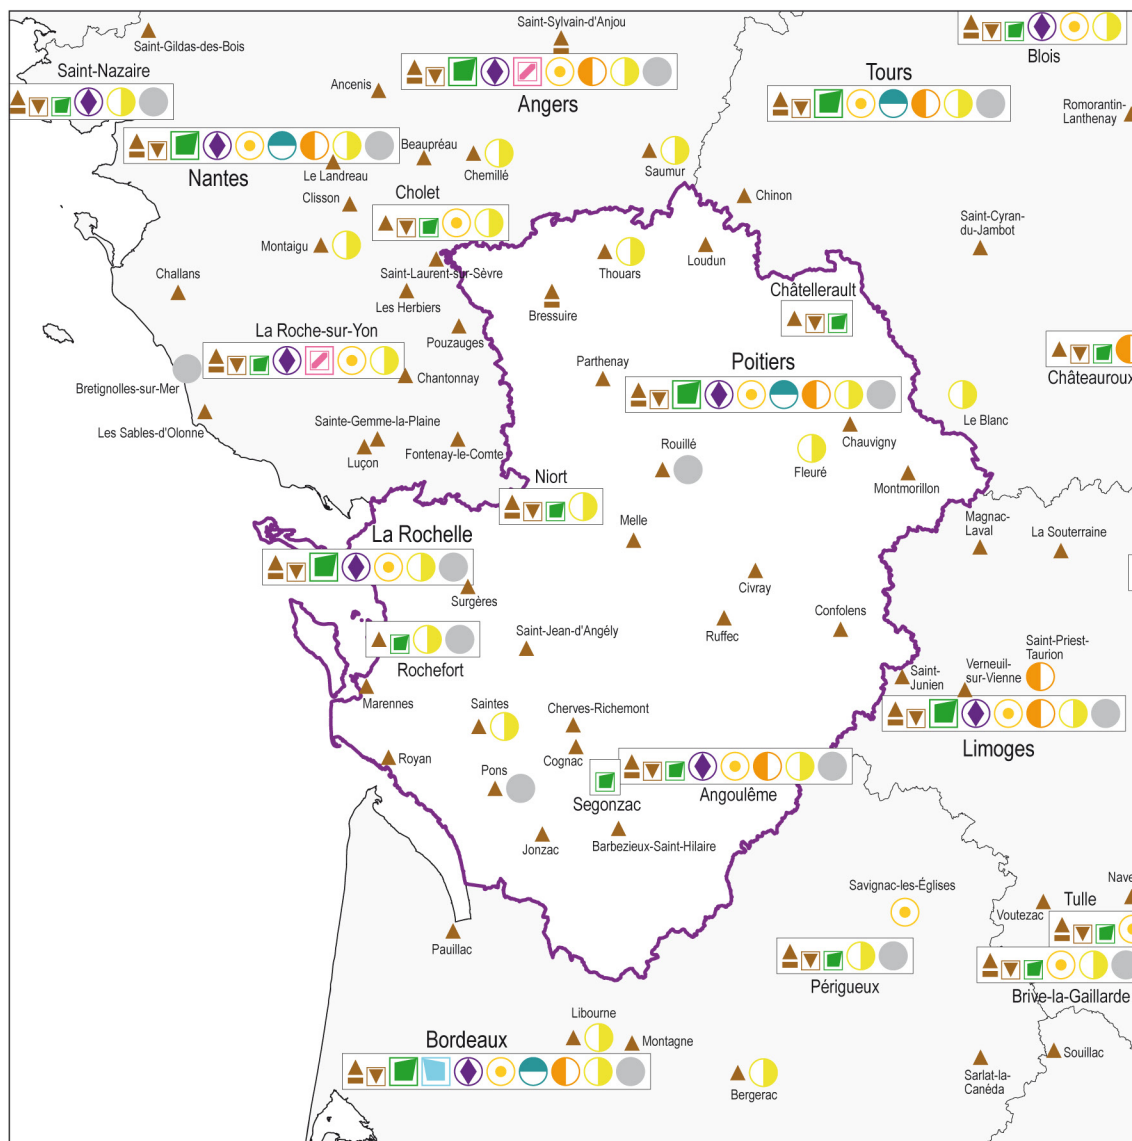 Saint-Gildas-des-Bois
Saint-Sylvain-d'Anjou
Blois
Saint-Nazaire
Ancenis
Angers
Tours
Romorantin-
Lanthenay
Nantes
Le Landreau
Beaupréau
Chemillé
Saumur
Clisson
Cholet
Chinon
Saint-Cyran-
du-Jambot
Montaigu
Saint-Laurent-sur-Sèvre
Thouars
Loudun
Challans
Les Herbiers
Bressuire
Châtellerault
La Roche-sur-Yon
Pouzauges
Parthenay
Poitiers
Châteauroux
Bretignolles-sur-Mer
Chantonnay
Les Sables-d'Olonne
Sainte-Gemme-la-Plaine
Luçon
Fontenay-le-Comte
Rouillé
Fleuré
Chauvigny
Le Blanc
Niort
Montmorillon
Melle
Magnac-
Laval
La Souterraine
La Rochelle
Surgères
Civray
Confolens
Rochefort
Saint-Jean-d'Angély
Ruffec
Saint-Priest-
Taurion
Saint-
Junien
Verneuil-
sur-Vienne
Marennes
Saintes
Cherves-Richemont
Limoges
Royan
Cognac
Pons
Segonzac
Angoulême
Jonzac
Barbezieux-Saint-Hilaire
Savignac-les-Églises
Nave
Voutezac
Tulle
Pauillac
Périgueux
Brive-la-Gaillarde
Libourne
Bordeaux
Montagne
Souillac
Bergerac
Sarlat-la-
Canéda